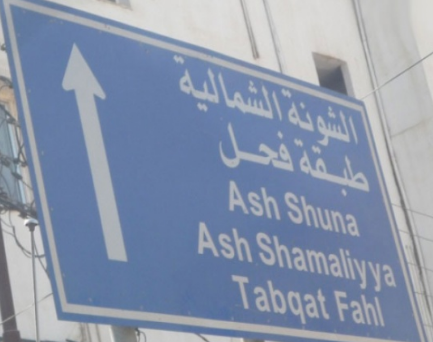 الشونة الشمالية
طبقة فحل
Ash Shuna
Ash Shamaliyya
Tabqat Fahl